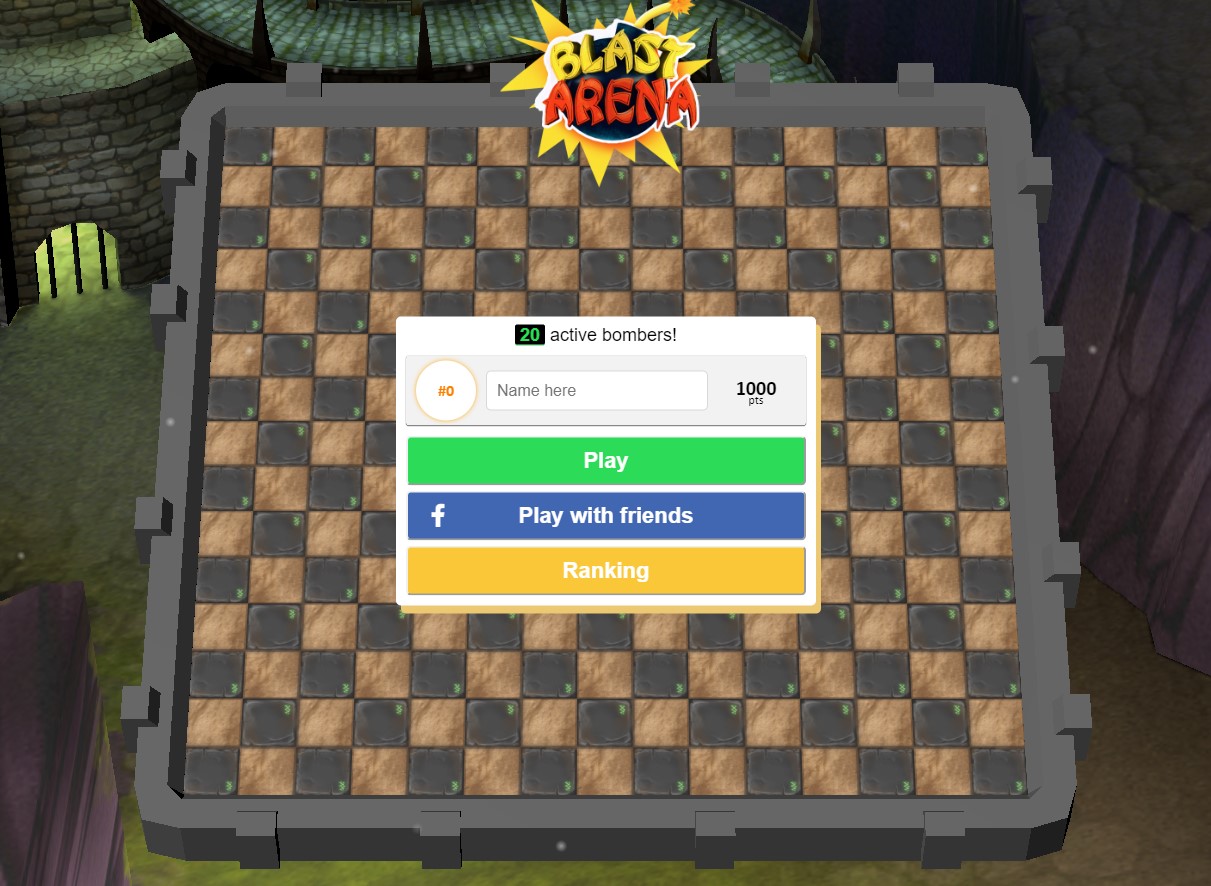 BLAST
ARENA
20 active bombers!
#0
Name here
1000
pts
Play
f Play with friends
Ranking